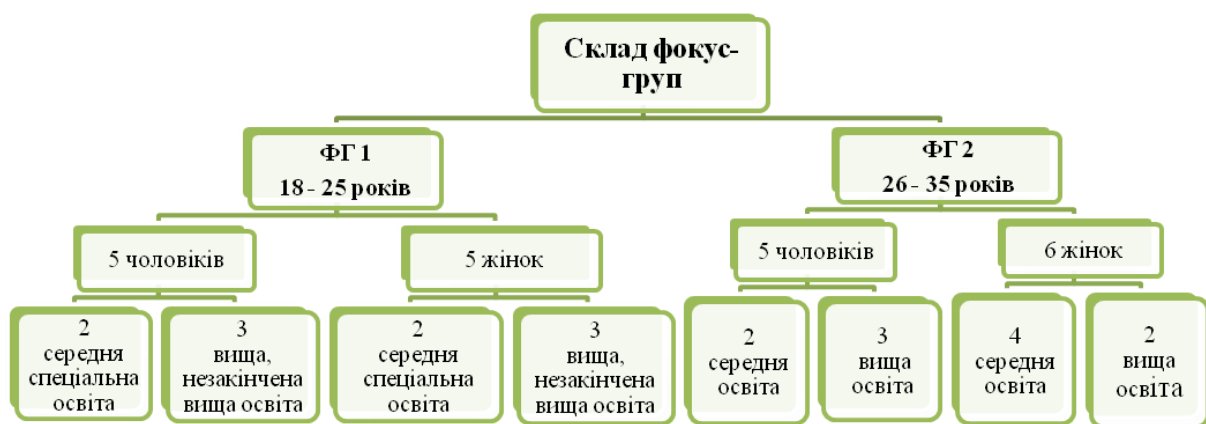 Склад фокус-
груп
ФГ 1
18 - 25 років
ФГ 2
26 - 35 років
5 чоловіків
5 жінок
5 чоловіків
6 жінок
2
середня
спеціальна
освіта
3
вища,
незакінчена
вища освіта
2
середня
спеціальна
освіта
3
вища,
незакінчена
вища освіта
2
середня
освіта
3
вища
освіта
4
середня
освіта
2
вища
освіта